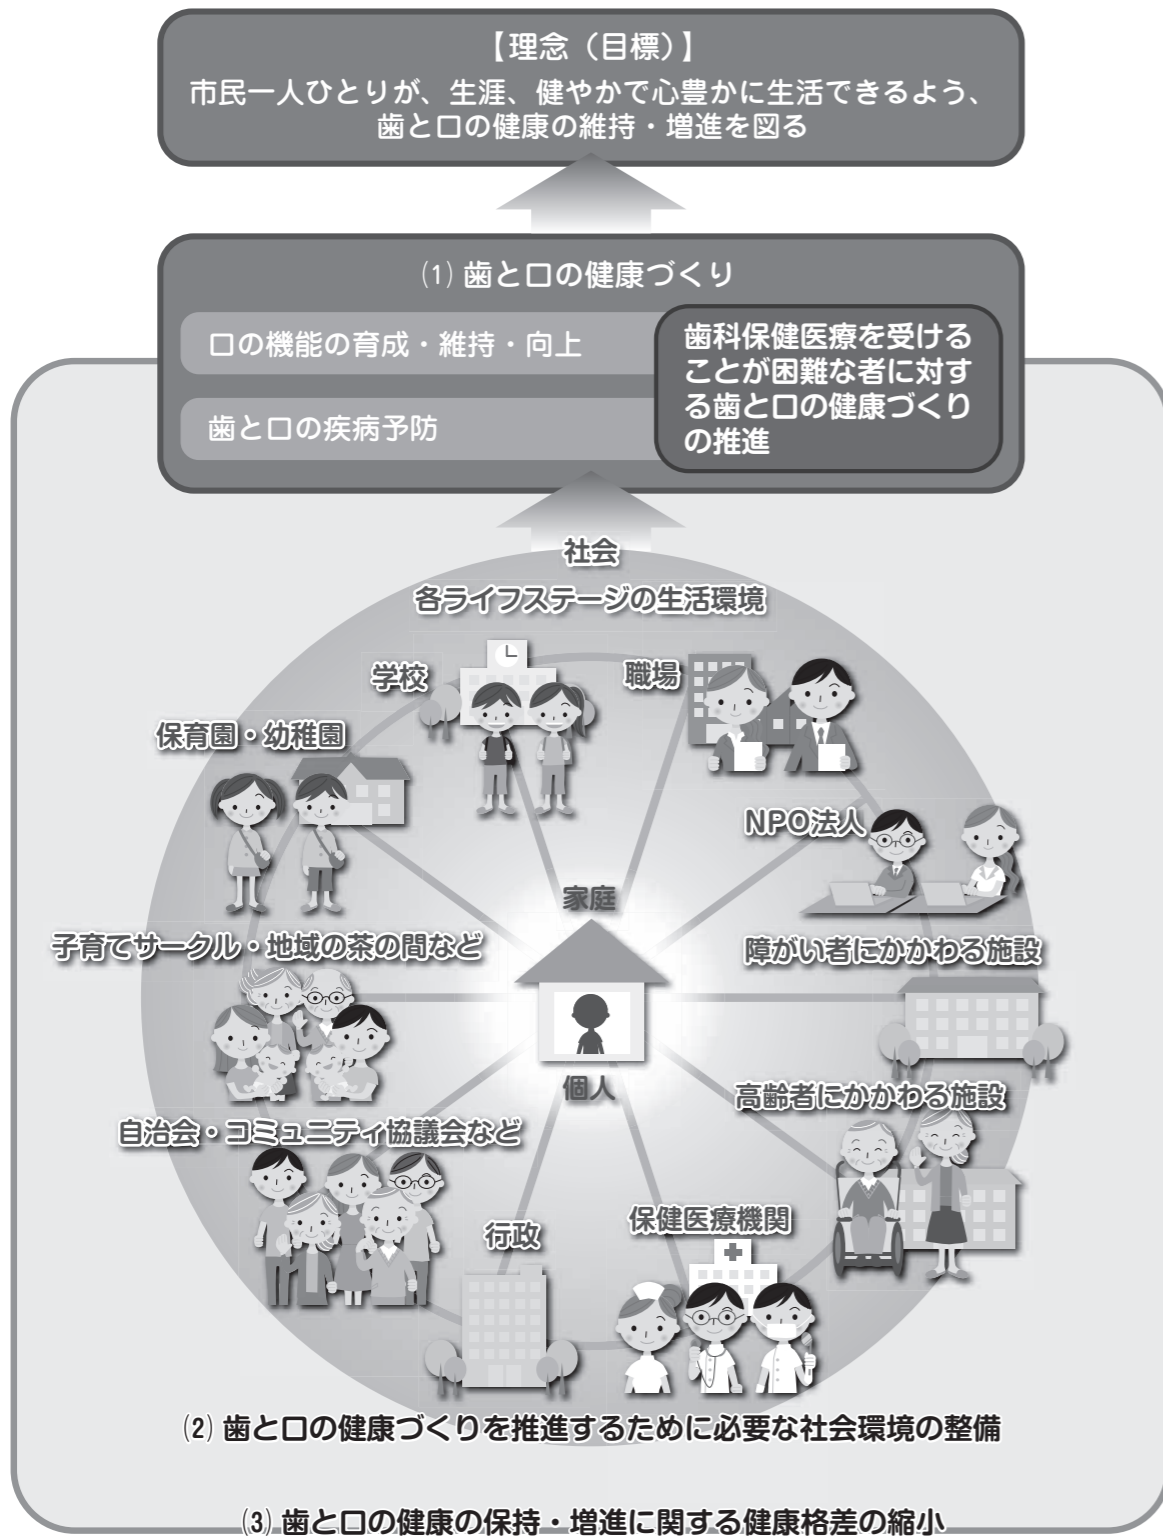 【理念（目標）】
市民一人ひとりが、生涯、健やかで心豊かに生活できるよう、
歯と口の健康の維持・増進を図る
(1) 歯と口の健康づくり
口の機能の育成・維持・向上
歯と口の疾病予防
歯科保健医療を受ける
ことが困難な者に対す
る歯と口の健康づくり
の推進
社会
各ライフステージの生活環境
学校
職場
保育園・幼稚園
NPO法人
家庭
子育てサークル・地域の茶の間など
障がい者にかかわる施設
個人
高齢者にかかわる施設
自治会・コミュニティ協議会など
行政
保健医療機関
(2) 歯と口の健康づくりを推進するために必要な社会環境の整備
(3) 歯と口の健康の保持・増進に関する健康格差の縮小